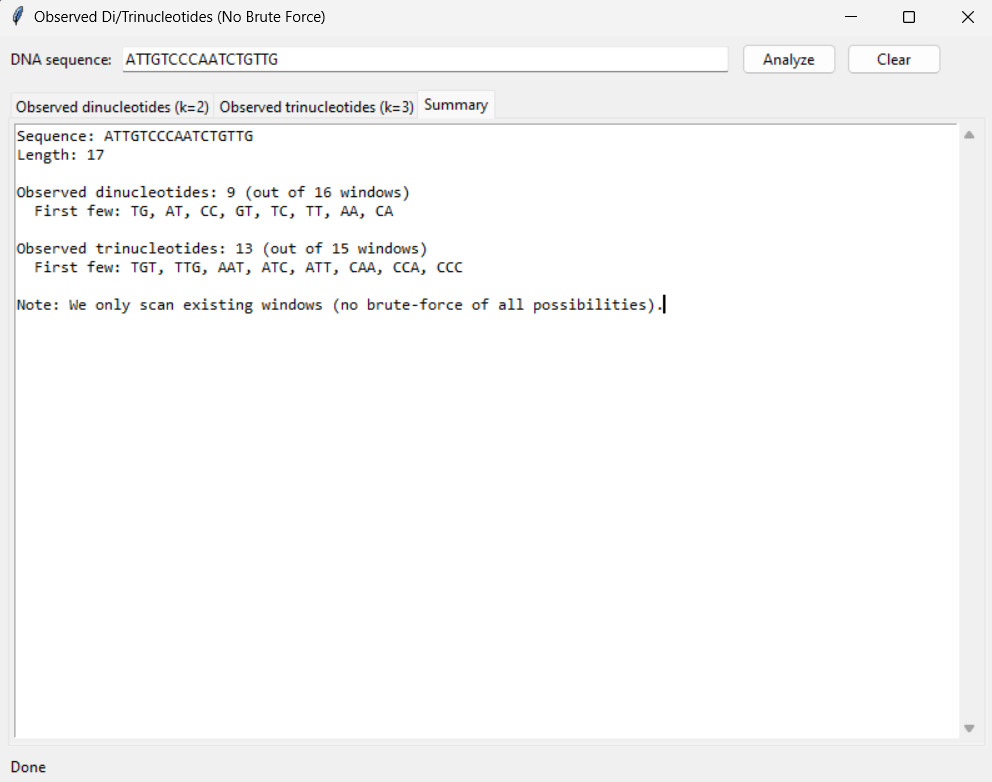 Observed Di/Trinucleotides (No Brute Force)
DNA sequence: ATTGTCCCAATCTGTTG Analyze Clear
Observed dinucleotides (k=2) Observed trinucleotides (k=3) Summary
Sequence: ATTGTCCCAATCTGTTG
Length: 17
Observed dinucleotides: 9 (out of 16 windows)
First few: TG, AT, CC, GT, TC, TT, AA, CA
Observed trinucleotides: 13 (out of 15 windows)
First few: TGT, TTG, AAT, ATC, ATT, CAA, CCA, CCC
Note: We only scan existing windows (no brute-force of all possibilities).
Done